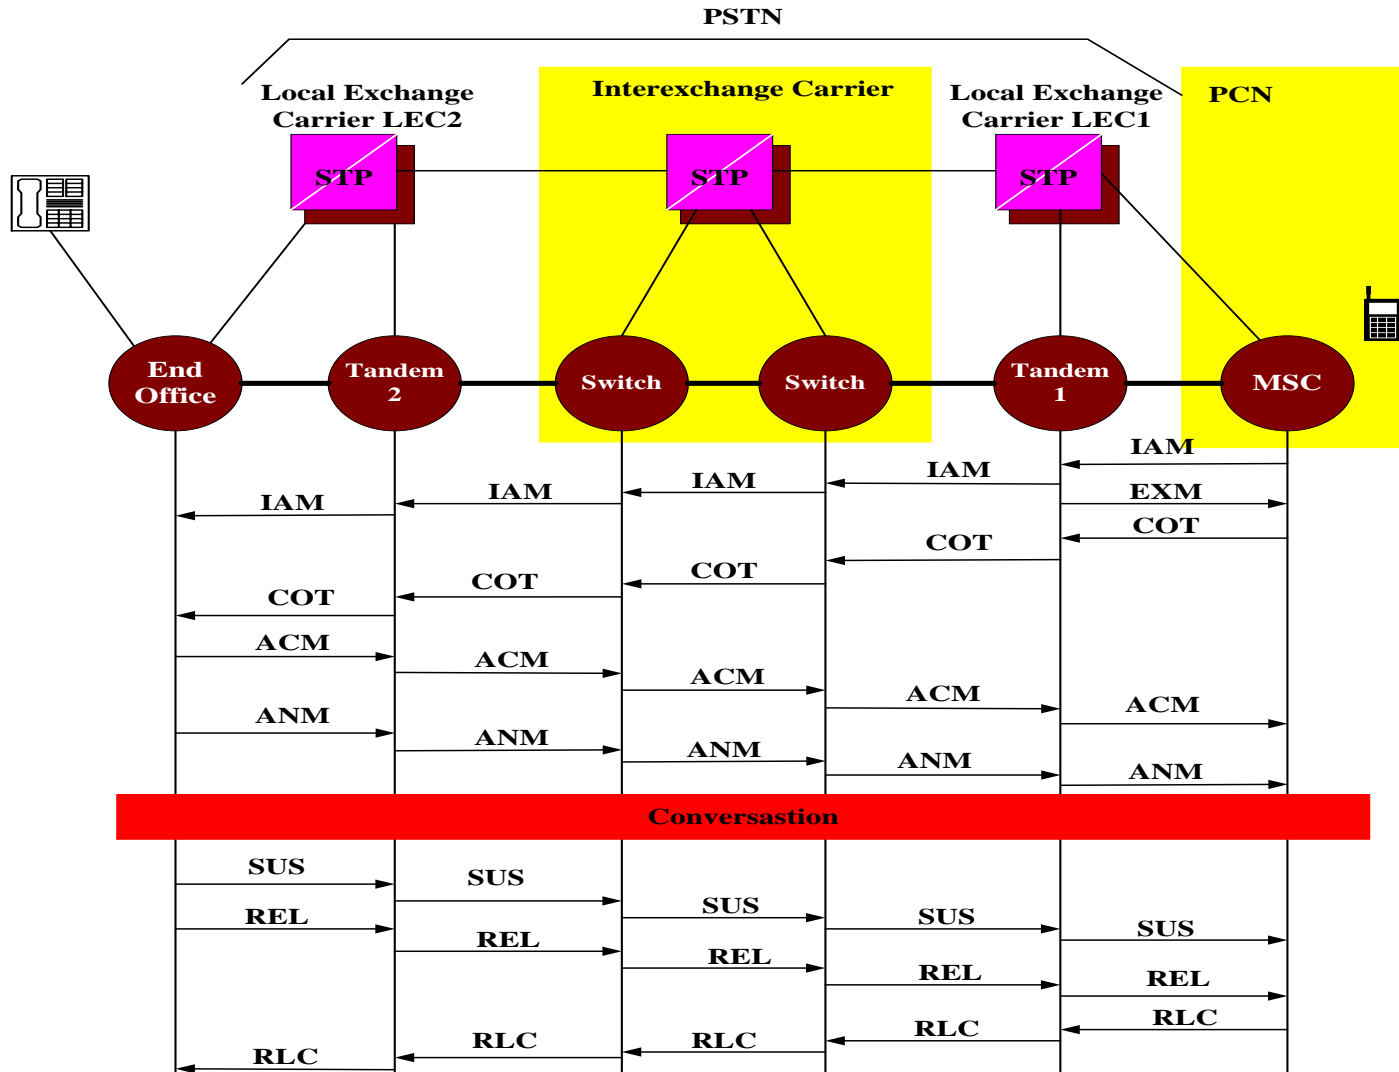 PSTN
Local Exchange
Carrier LEC2
Interexchange Carrier
Local Exchange
Carrier LEC1
PCN
STP
STP
STP
End
Office
Tandem
2
Switch
Switch
Tandem
1
MSC
IAM
IAM
IAM
IAM
IAM
EXM
COT
COT
COT
COT
COT
ACM
ACM
ACM
ACM
ACM
ANM
ANM
ANM
ANM
ANM
Conversastion
SUS
SUS
SUS
SUS
SUS
REL
REL
REL
REL
REL
RLC
RLC
RLC
RLC
RLC